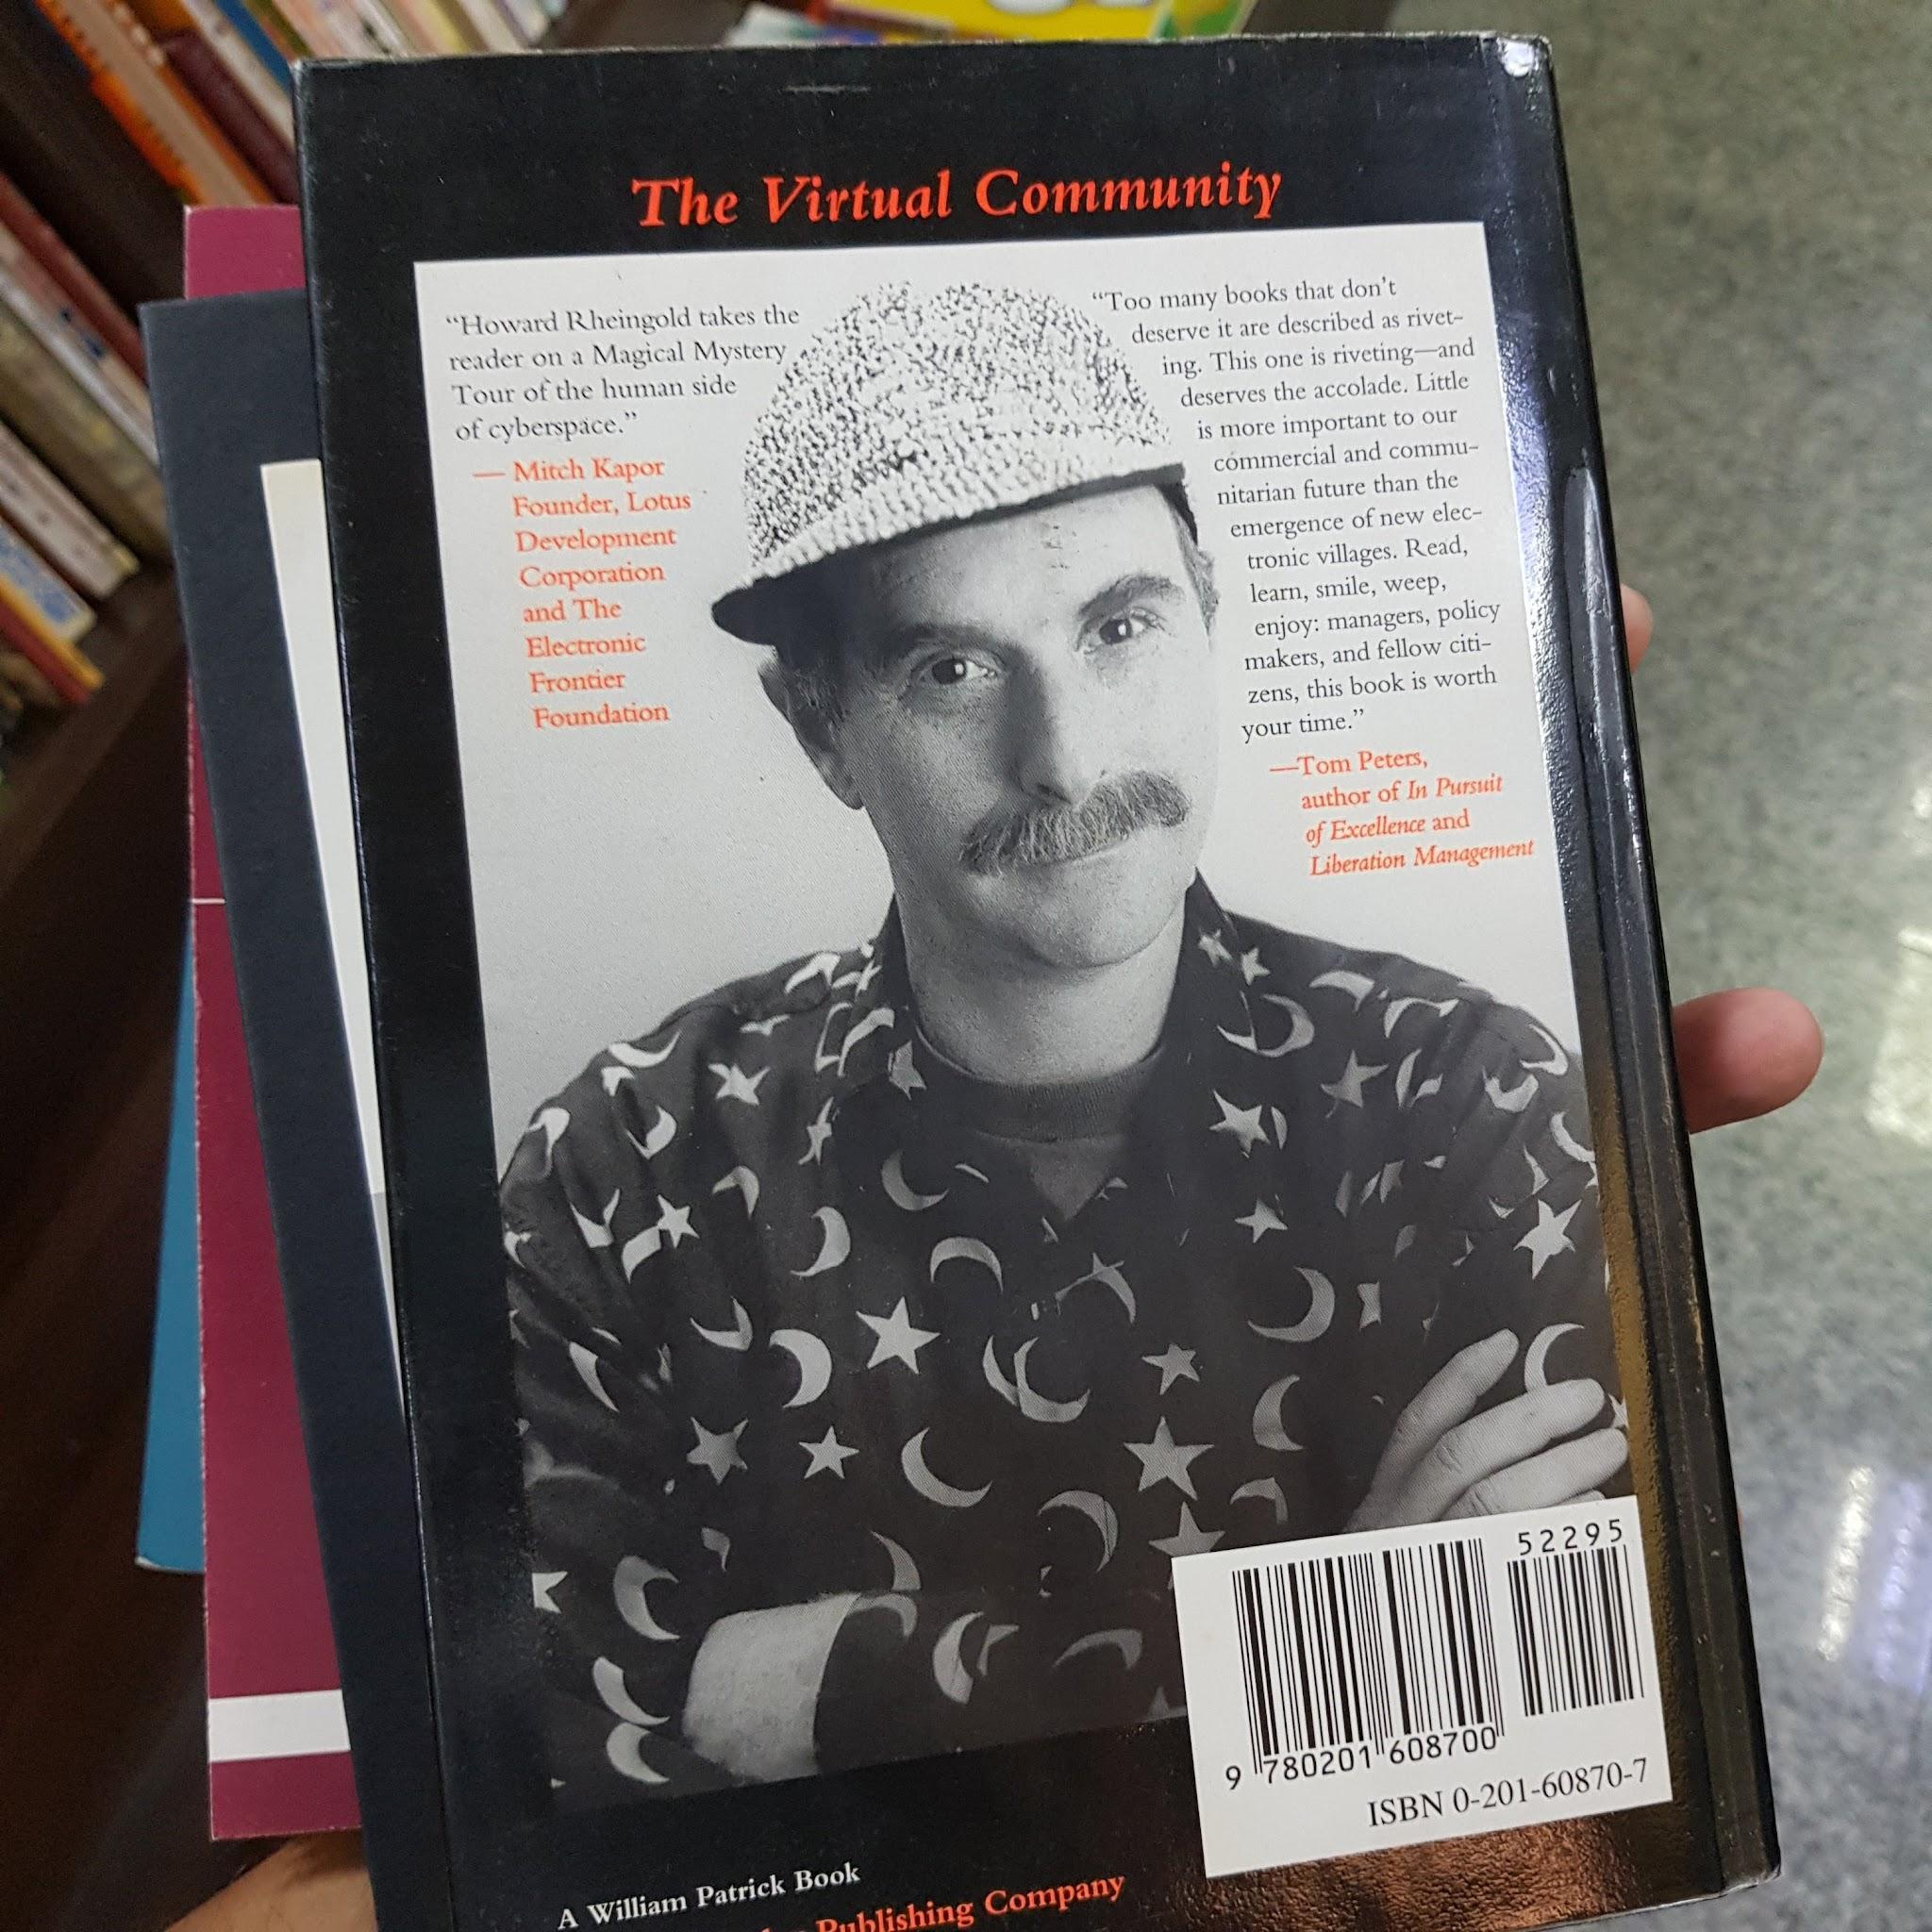 The Virtual Community
“Howard Rheingold takes the
reader on a Magical Mystery
Tour of the human side
of cyberspace.”
— Mitch Kapor
Founder, Lotus
Development
Corporation
and The
Electronic
Frontier
Foundation
“Too many books that don’t
deserve it are described as rivet-
ing. This one is riveting—and
deserves the accolade. Little
is more important to our
commercial and commu-
nitarian future than the
emergence of new elec-
tronic villages. Read,
learn, smile, weep,
enjoy: managers, policy
makers, and fellow citi-
zens, this book is worth
your time.”
—Tom Peters,
author of In Pursuit
of Excellence and
Liberation Management
52295
9 780201 608700
ISBN 0-201-60870-7
A William Patrick Book
Publishing Company